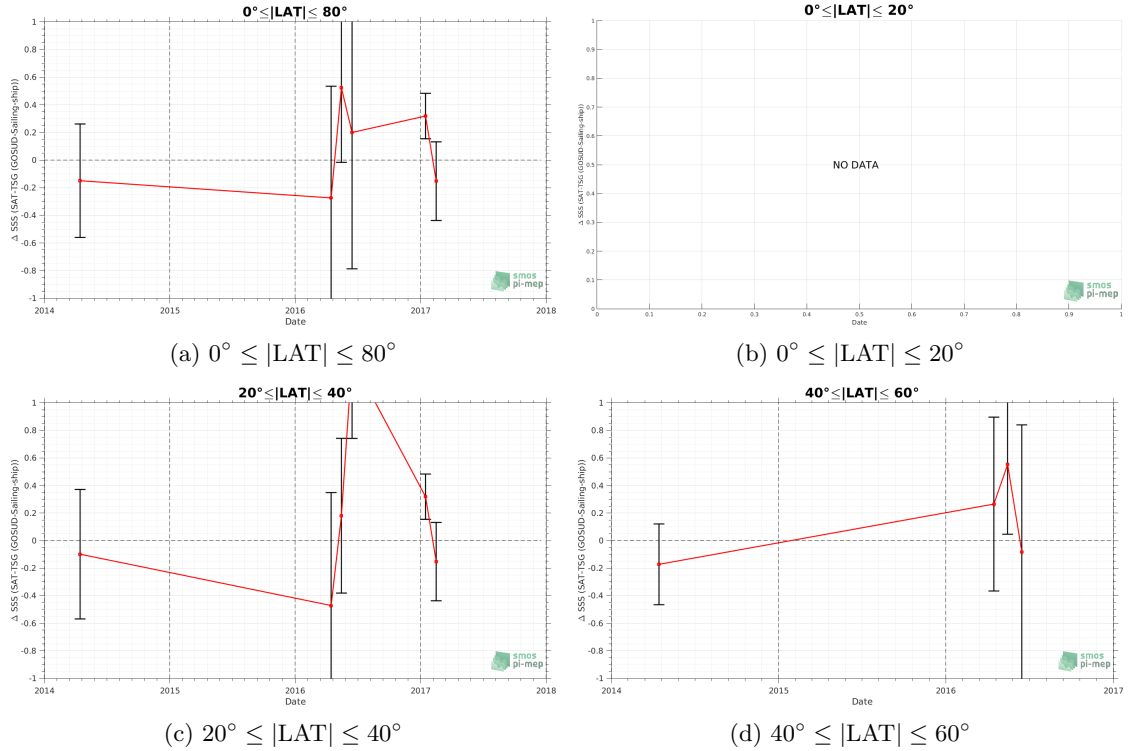 0°≤|LAT|≤ 80°
Δ SSS (SAT-TSG (GOSUD-Sailing-ship))
1
0.8
0.6
0.4
0.2
0
-0.2
-0.4
-0.6
-0.8
-1
2014 2015 2016 2017 2018
Date
smos
pi-mep
(a) 0° ≤ |LAT| ≤ 80°
0°≤|LAT|≤ 20°
Δ SSS (SAT-TSG (GOSUD-Sailing-ship))
1
0.9
0.8
0.7
0.6
0.5
0.4
0.3
0.2
0.1
0
NO DATA
0 0.1 0.2 0.3 0.4 0.5 0.6 0.7 0.8 0.9 1
Date
smos
pi-mep
(b) 0° ≤ |LAT| ≤ 20°
20°≤|LAT|≤ 40°
Δ SSS (SAT-TSG (GOSUD-Sailing-ship))
1
0.8
0.6
0.4
0.2
0
-0.2
-0.4
-0.6
-0.8
-1
2014 2015 2016 2017 2018
Date
smos
pi-mep
(c) 20° ≤ |LAT| ≤ 40°
40°≤|LAT|≤ 60°
Δ SSS (SAT-TSG (GOSUD-Sailing-ship))
1
0.8
0.6
0.4
0.2
0
-0.2
-0.4
-0.6
-0.8
-1
2014 2015 2016 2017
Date
smos
pi-mep
(d) 40° ≤ |LAT| ≤ 60°